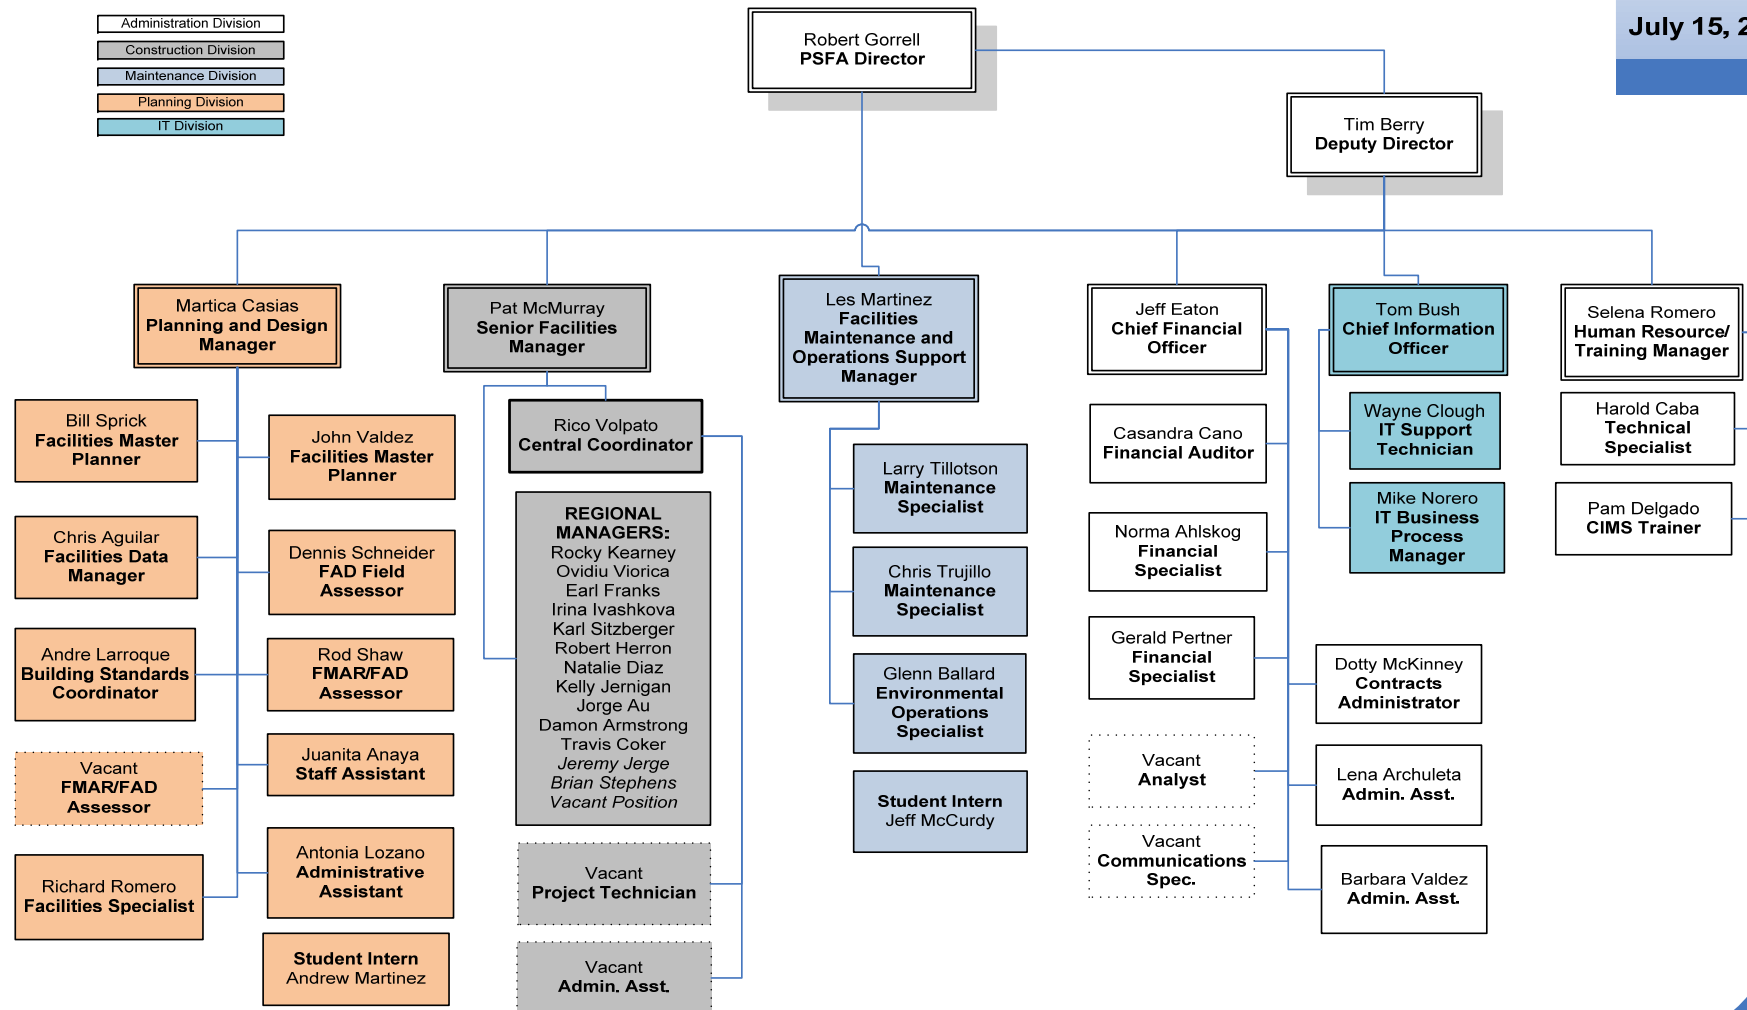 Administration Division
Construction Division
Maintenance Division
Planning Division
IT Division
July 15, 2
Robert Gorrell
PSFA Director
Tim Berry
Deputy Director
Martica Casias
Planning and Design
Manager
Bill Sprick
Facilities Master
Planner
John Valdez
Facilities Master
Planner
Chris Aguilar
Facilities Data
Manager
Dennis Schneider
FAD Field
Assessor
Andre Larroque
Building Standards
Coordinator
Rod Shaw
FMAR/FAD
Assessor
Vacant
FMAR/FAD
Assessor
Juanita Anaya
Staff Assistant
Richard Romero
Facilities Specialist
Antonia Lozano
Administrative
Assistant
Student Intern
Andrew Martinez
Pat McMurray
Senior Facilities
Manager
Rico Volpato
Central Coordinator
REGIONAL
MANAGERS:
Rocky Kearney
Ovidiu Viorica
Earl Franks
Irina Ivashkova
Karl Sitzberger
Robert Herron
Natalie Diaz
Kelly Jernigan
Jorge Au
Damon Armstrong
Travis Coker
Jeremy Jerge
Brian Stephens
Vacant Position
Vacant
Project Technician
Vacant
Admin. Asst.
Les Martinez
Facilities
Maintenance and
Operations Support
Manager
Larry Tillotson
Maintenance
Specialist
Chris Trujillo
Maintenance
Specialist
Glenn Ballard
Environmental
Operations
Specialist
Student Intern
Jeff McCurdy
Jeff Eaton
Chief Financial
Officer
Casandra Cano
Financial Auditor
Norma Ahlskog
Financial
Specialist
Gerald Pertner
Financial
Specialist
Vacant
Analyst
Vacant
Communications
Spec.
Dotty McKinney
Contracts
Administrator
Lena Archuleta
Admin. Asst.
Barbara Valdez
Admin. Asst.
Tom Bush
Chief Information
Officer
Wayne Clough
IT Support
Technician
Mike Norero
IT Business
Process
Manager
Selena Romero
Human Resource/
Training Manager
Harold Caba
Technical
Specialist
Pam Delgado
CIMS Trainer